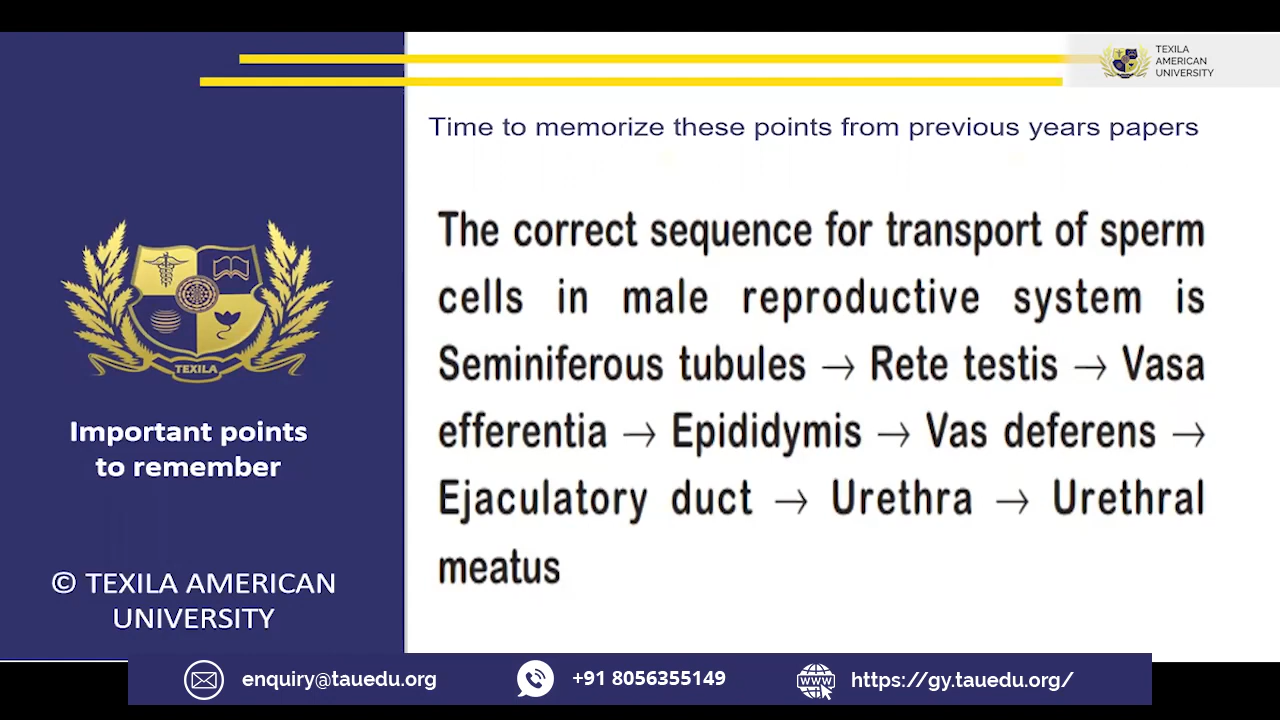 TEXILA
AMERICAN
UNIVERSITY
Time to memorize these points from previous years papers
The correct sequence for transport of sperm
cells in male reproductive system is
Seminiferous tubules → Rete testis → Vasa
efferentia → Epididymis → Vas deferens →
Ejaculatory duct → Urethra → Urethral
meatus
TEXILA
Important points
to remember
© TEXILA AMERICAN
UNIVERSITY
enquiry@tauedu.org
+91 8056355149
WWW
https://gy.tauedu.org/